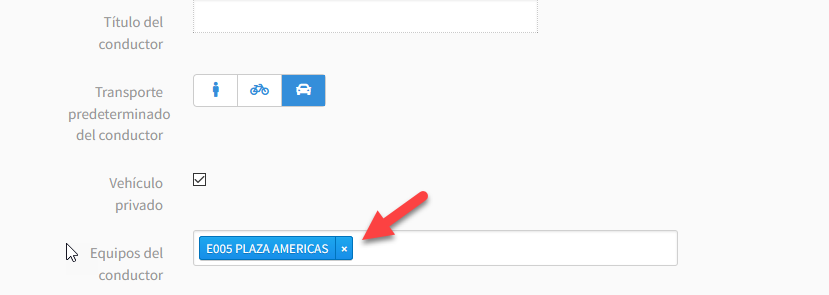 Título del
conductor
Transporte
predeterminado
del conductor
Vehículo
privado
Equipos del
conductor
E005 PLAZA AMERICAS ×